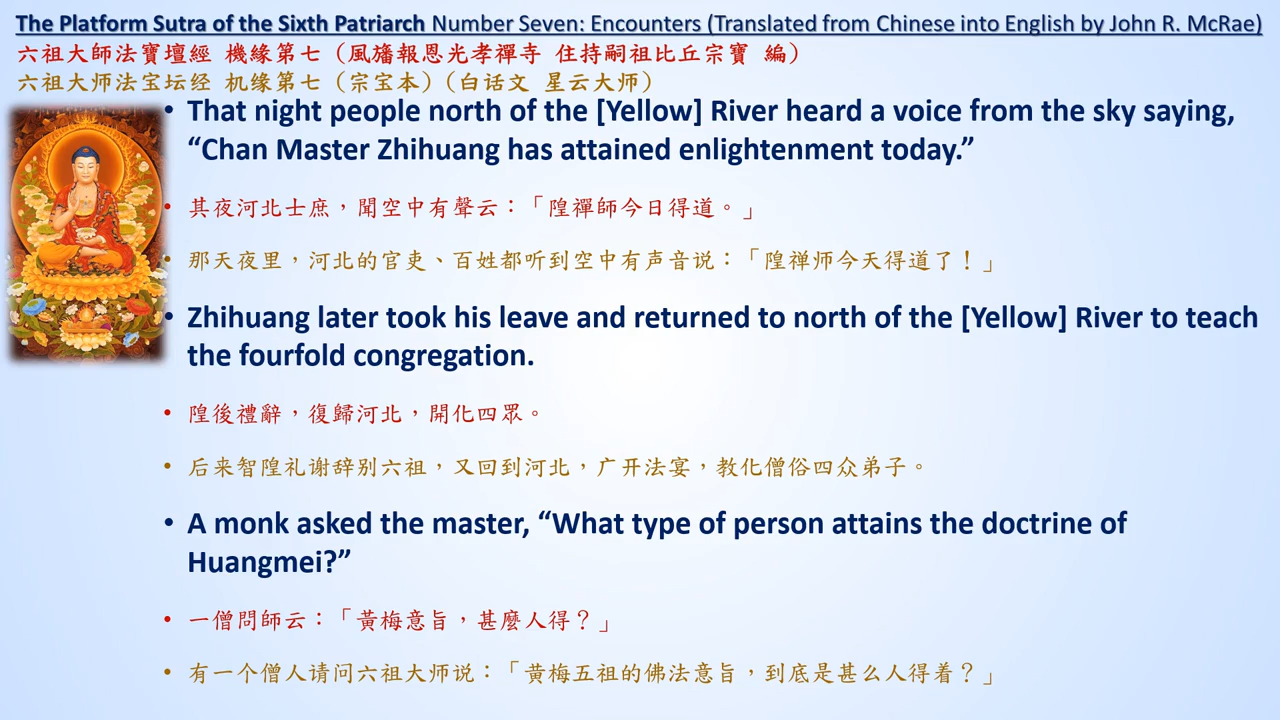 The Platform Sutra of the Sixth Patriarch Number Seven: Encounters (Translated from Chinese into English by John R. McRae)
六祖大師法寶壇經 機緣第七（風旛報恩光孝禪寺 住持嗣祖比丘宗寶 編）
六祖大师法宝坛经 机缘第七（宗宝本）（白话文 星云大师）
• That night people north of the [Yellow] River heard a voice from the sky saying,
“Chan Master Zhihuang has attained enlightenment today.”
• 其夜河北士庶，聞空中有聲云：「隍禪師今日得道。」
• 那天夜里，河北的官吏、百姓都听到空中有声音说：「隍禅师今天得道了！」
• Zhihuang later took his leave and returned to north of the [Yellow] River to teach
the fourfold congregation.
• 隍後禮辭，復歸河北，開化四眾。
• 后来智隍礼谢辞别六祖，又回到河北，广开法宴，教化僧俗四众弟子。
• A monk asked the master, “What type of person attains the doctrine of
Huangmei?”
• 一僧問師云：「黃梅意旨，甚麼人得？」
• 有一个僧人请问六祖大师说：「黄梅五祖的佛法意旨，到底是甚么人得着？」